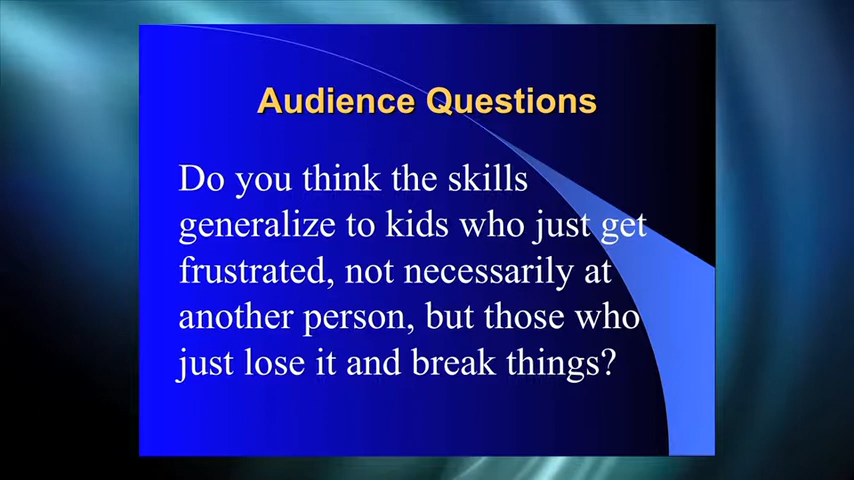 Audience Questions
Do you think the skills
generalize to kids who just get
frustrated, not necessarily at
another person, but those who
just lose it and break things?